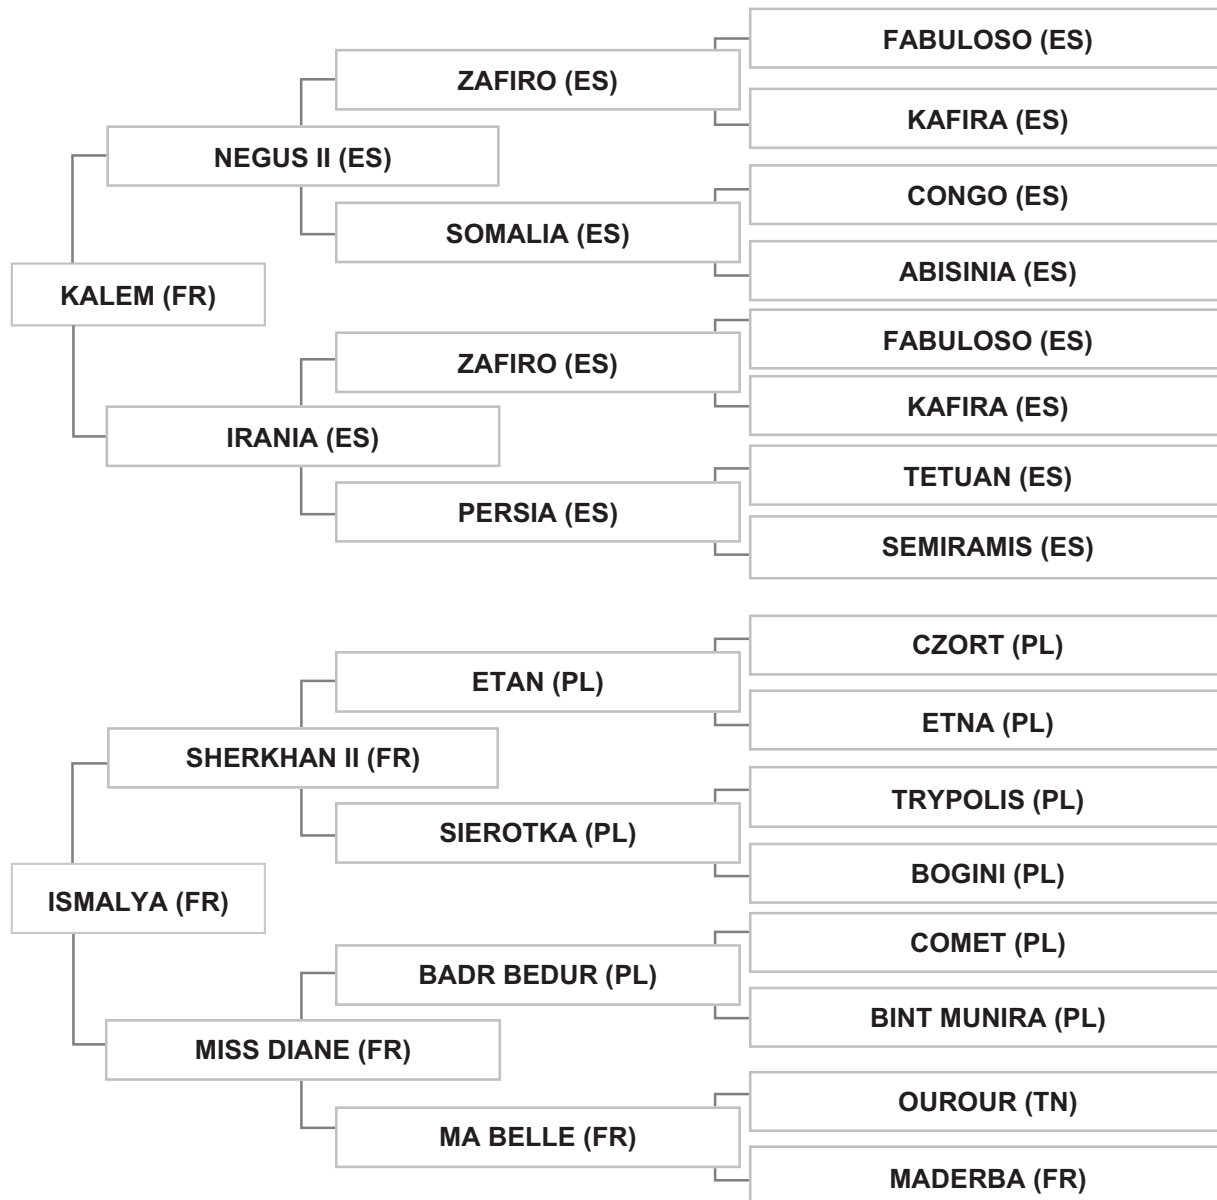 FABULOSO (ES)
ZAFIRO (ES)
KAFIRA (ES)
NEGUS II (ES)
CONGO (ES)
SOMALIA (ES)
ABISINIA (ES)
KALEM (FR)
FABULOSO (ES)
ZAFIRO (ES)
KAFIRA (ES)
IRANIA (ES)
TETUAN (ES)
PERSIA (ES)
SEMIRAMIS (ES)
CZORT (PL)
ETAN (PL)
ETNA (PL)
SHERKHAN II (FR)
TRYPOLIS (PL)
SIEROTKA (PL)
BOGINI (PL)
ISMALYA (FR)
COMET (PL)
BADR BEDUR (PL)
BINT MUNIRA (PL)
MISS DIANE (FR)
OUROUR (TN)
MA BELLE (FR)
MADERBA (FR)